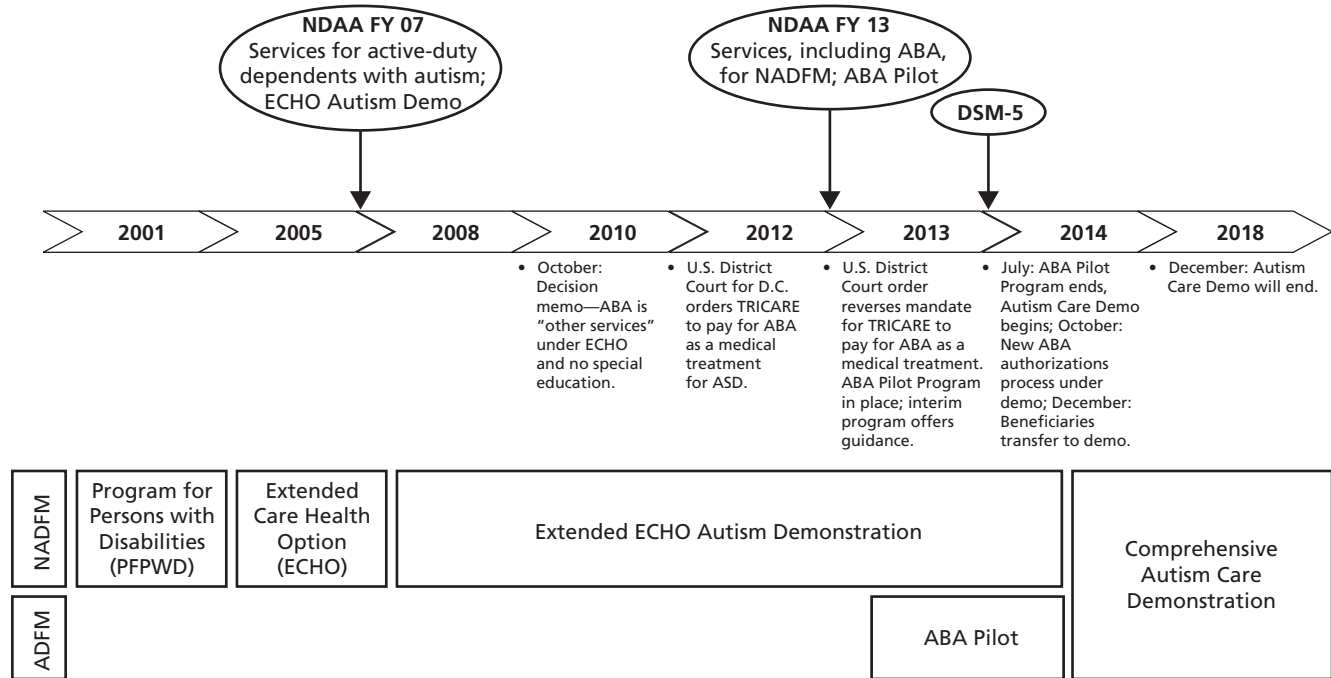 NDAA FY 07
Services for active-duty
dependents with autism;
ECHO Autism Demo
NDAA FY 13
Services, including ABA,
for NADFM; ABA Pilot
DSM-5
2001
2005
2008
2010
2012
2013
2014
2018
• October:
Decision
memo—ABA is
“other services”
under ECHO
and no special
education.
• U.S. District
Court for D.C.
orders TRICARE
to pay for ABA
as a medical
treatment
for ASD.
• U.S. District
Court order
reverses mandate
for TRICARE to
pay for ABA as a
medical treatment.
ABA Pilot Program
in place; interim
program offers
guidance.
• July: ABA Pilot
Program ends,
Autism Care Demo
begins; October:
New ABA
authorizations
process under
demo; December:
Beneficiaries
transfer to demo.
• December: Autism
Care Demo will end.
NADFM
Program for
Persons with
Disabilities
(PFPWD)
Extended
Care Health
Option
(ECHO)
Extended ECHO Autism Demonstration
Comprehensive
Autism Care
Demonstration
ADFM
ABA Pilot